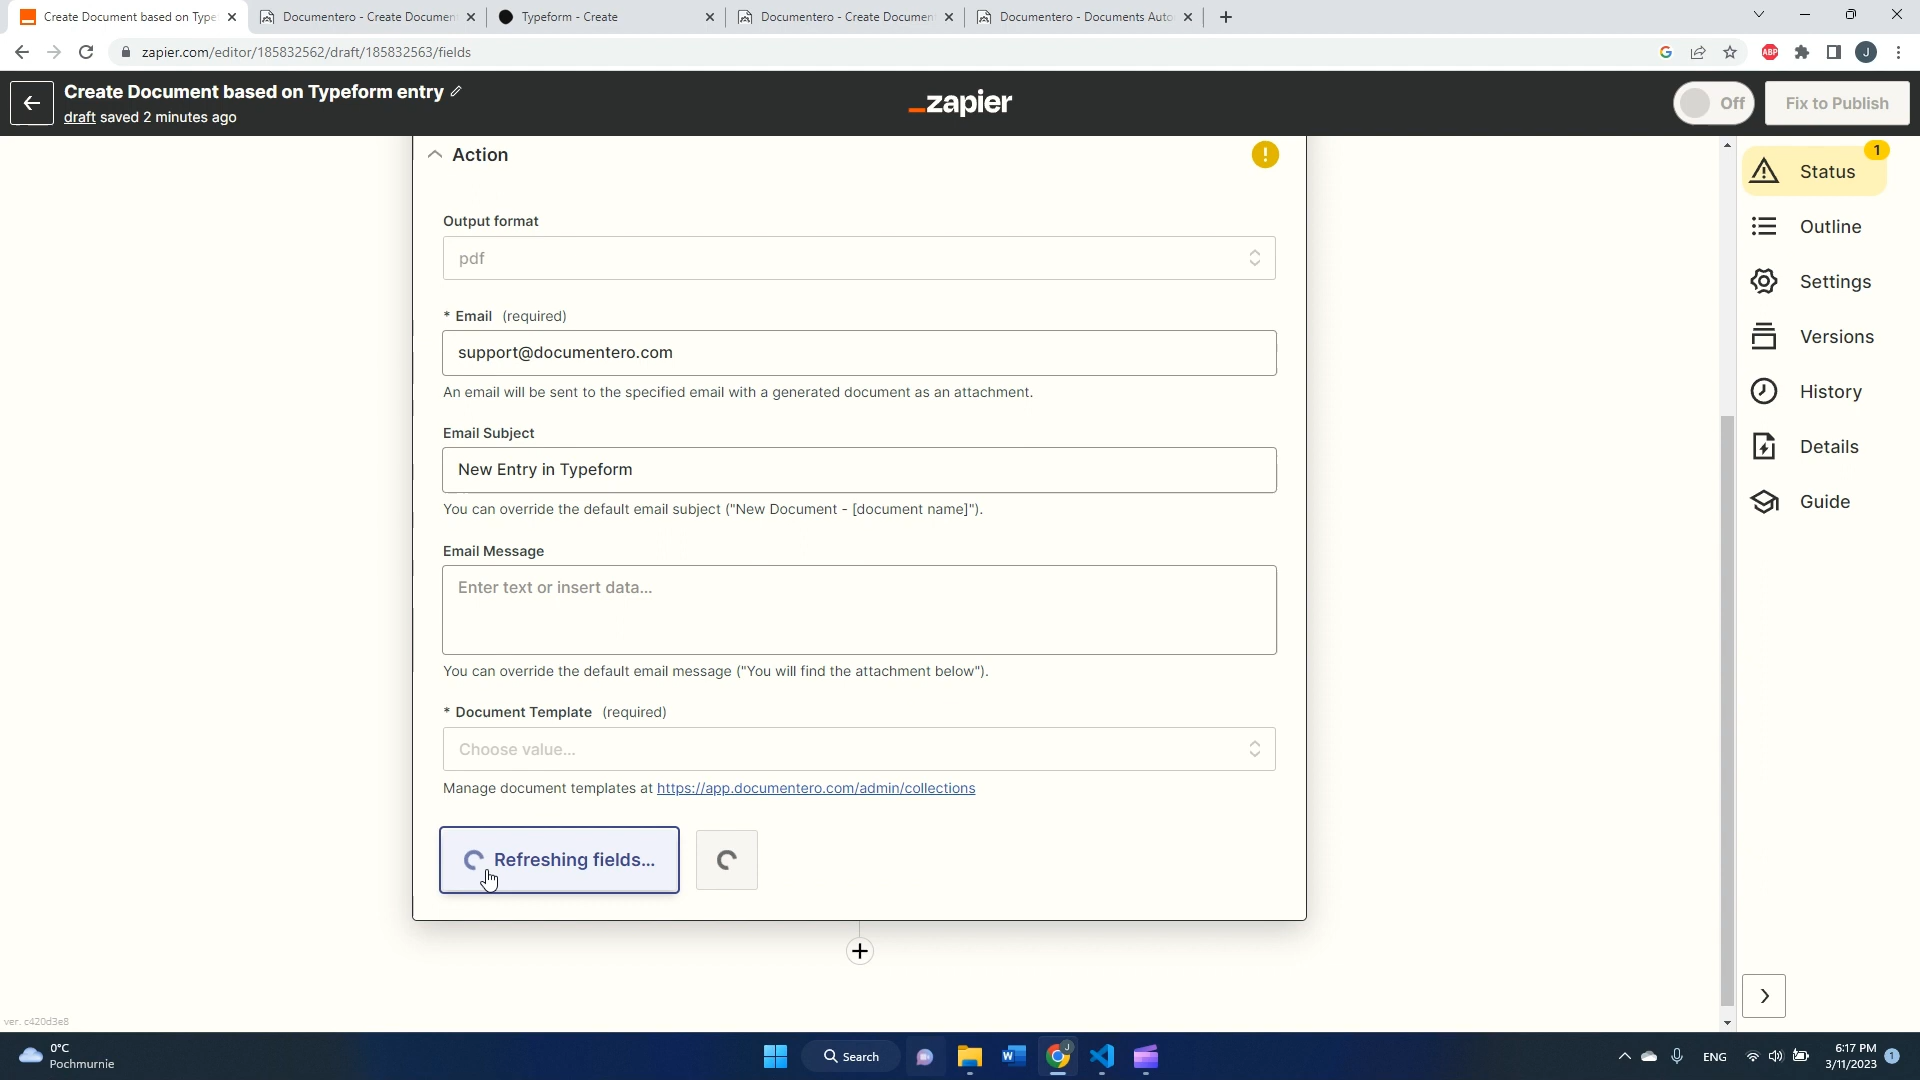 Create Document based on Type
Documentero - Create Documen
Typeform - Create
Documentero - Create Documen
Documentero - Documents Auto
zapier.com/editor/185832562/draft/185832563/fields
ABP
J
Create Document based on Typeform entry
draft saved 2 minutes ago
_zapier
Off
Fix to Publish
Action
!
1
Status
Outline
Settings
Versions
History
Details
Guide
Output format
pdf
* Email (required)
support@documentero.com
An email will be sent to the specified email with a generated document as an attachment.
Email Subject
New Entry in Typeform
You can override the default email subject ("New Document - [document name]").
Email Message
Enter text or insert data...
You can override the default email message ("You will find the attachment below").
* Document Template (required)
Choose value...
Manage document templates at https://app.documentero.com/admin/collections
Refreshing fields...
ver. c420d3e8
0°C
Pochmurnie
Search
J
ENG
6:17 PM
3/11/2023
1